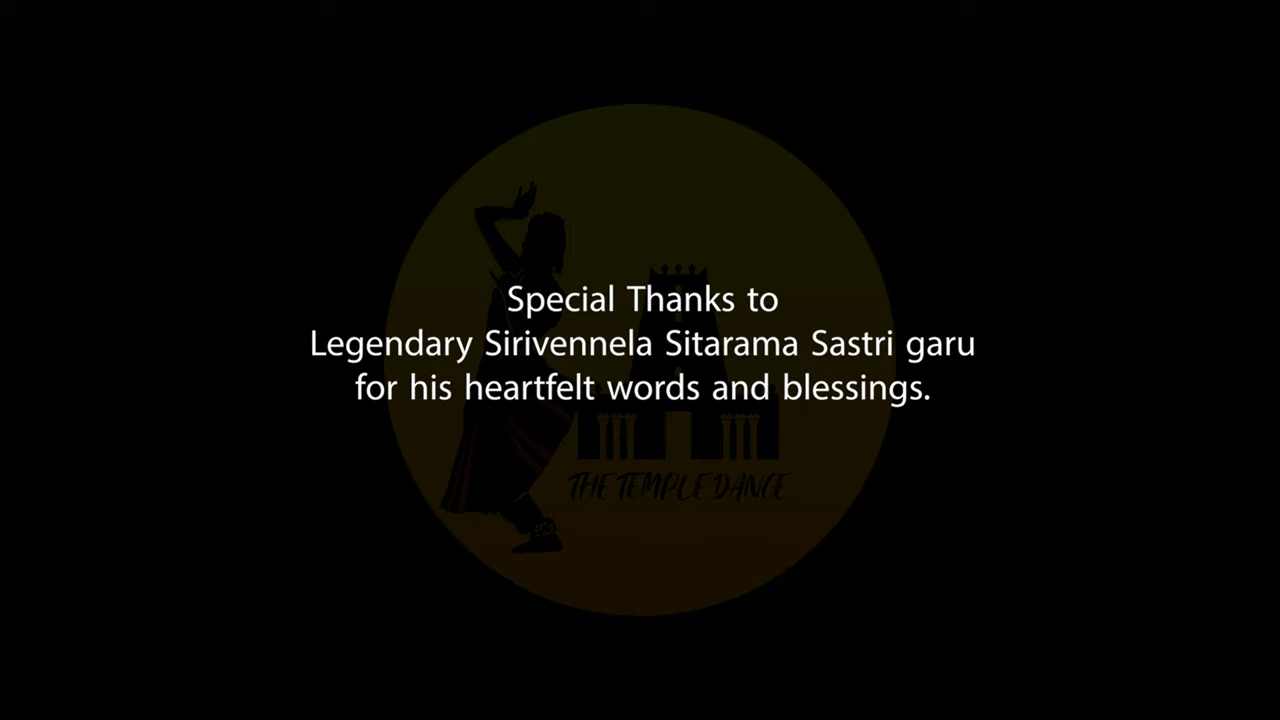 Special Thanks to
Legendary Sirivennela Sitarama Sastri garu
for his heartfelt words and blessings.
THE TEMPLE DANCE